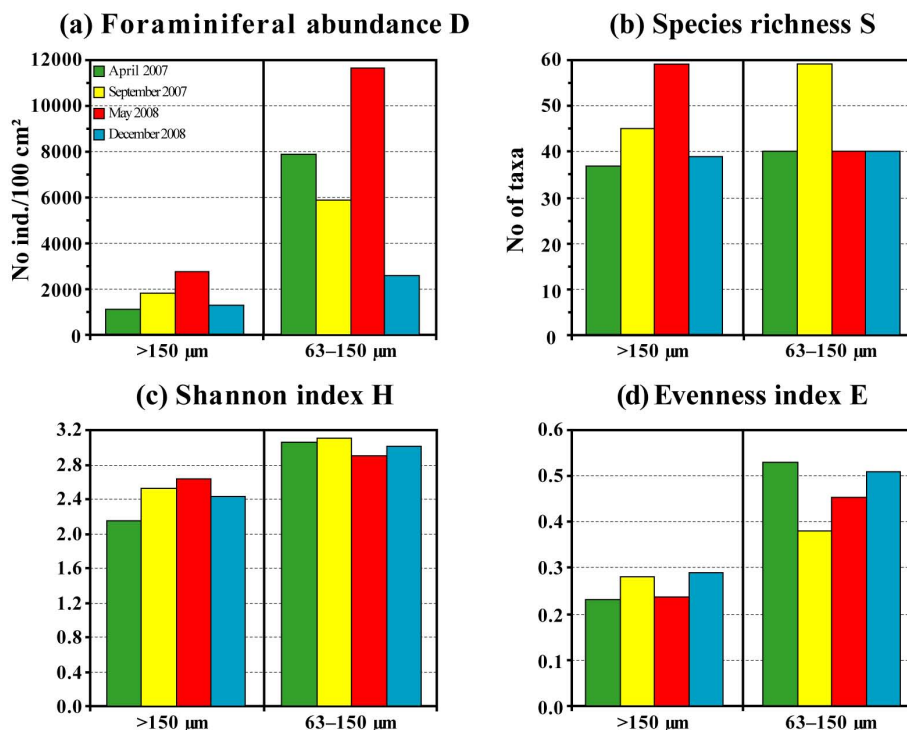 (a) Foraminiferal abundance D
No ind./100 cm²
12000
10000
8000
6000
4000
2000
0
April 2007
September 2007
May 2008
December 2008
>150 µm
63–150 µm
(b) Species richness S
No of taxa
60
50
40
30
20
10
0
>150 µm
63–150 µm
(c) Shannon index H
3.2
2.8
2.4
2.0
1.6
1.2
0.8
0.4
0.0
>150 µm
63–150 µm
(d) Evenness index E
0.6
0.5
0.4
0.3
0.2
0.1
0.0
>150 µm
63–150 µm